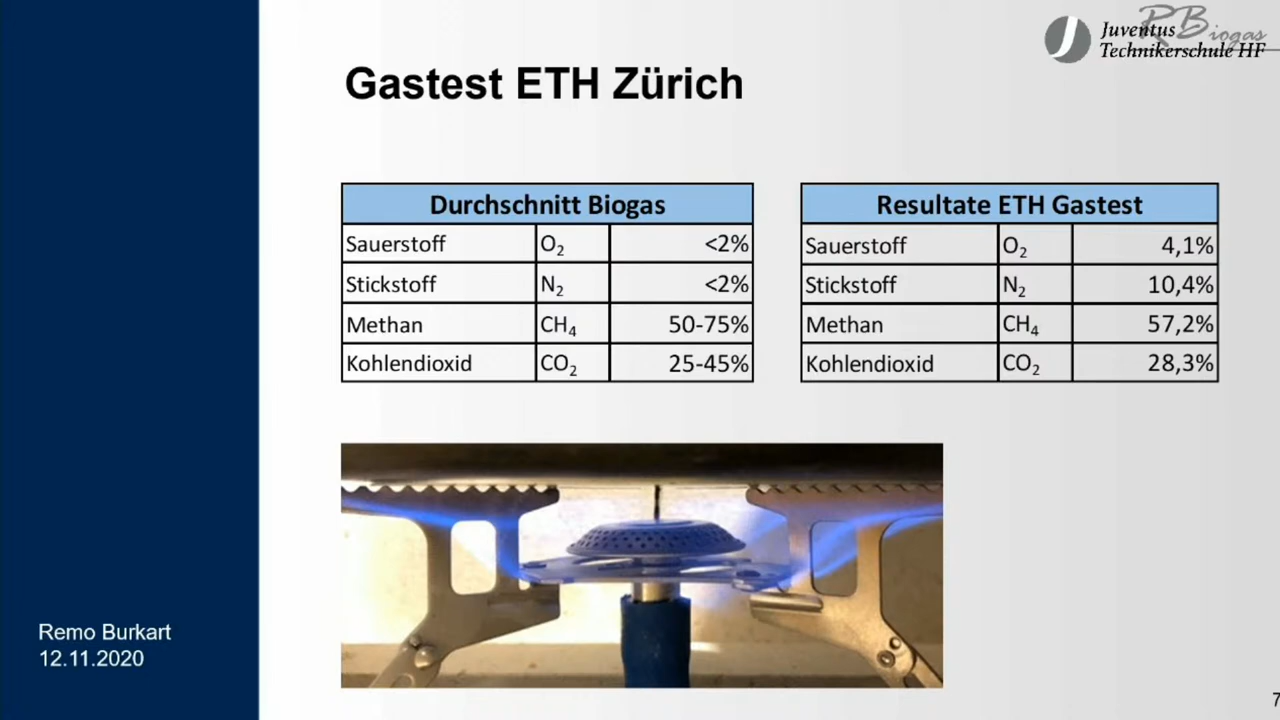 RBiogas
Juventus
Technikerschule HF
Gastest ETH Zürich
Durchschnitt Biogas
Sauerstoff O₂ <2%
Stickstoff N₂ <2%
Methan CH₄ 50-75%
Kohlendioxid CO₂ 25-45%
Resultate ETH Gastest
Sauerstoff O₂ 4,1%
Stickstoff N₂ 10,4%
Methan CH₄ 57,2%
Kohlendioxid CO₂ 28,3%
Remo Burkart
12.11.2020
7